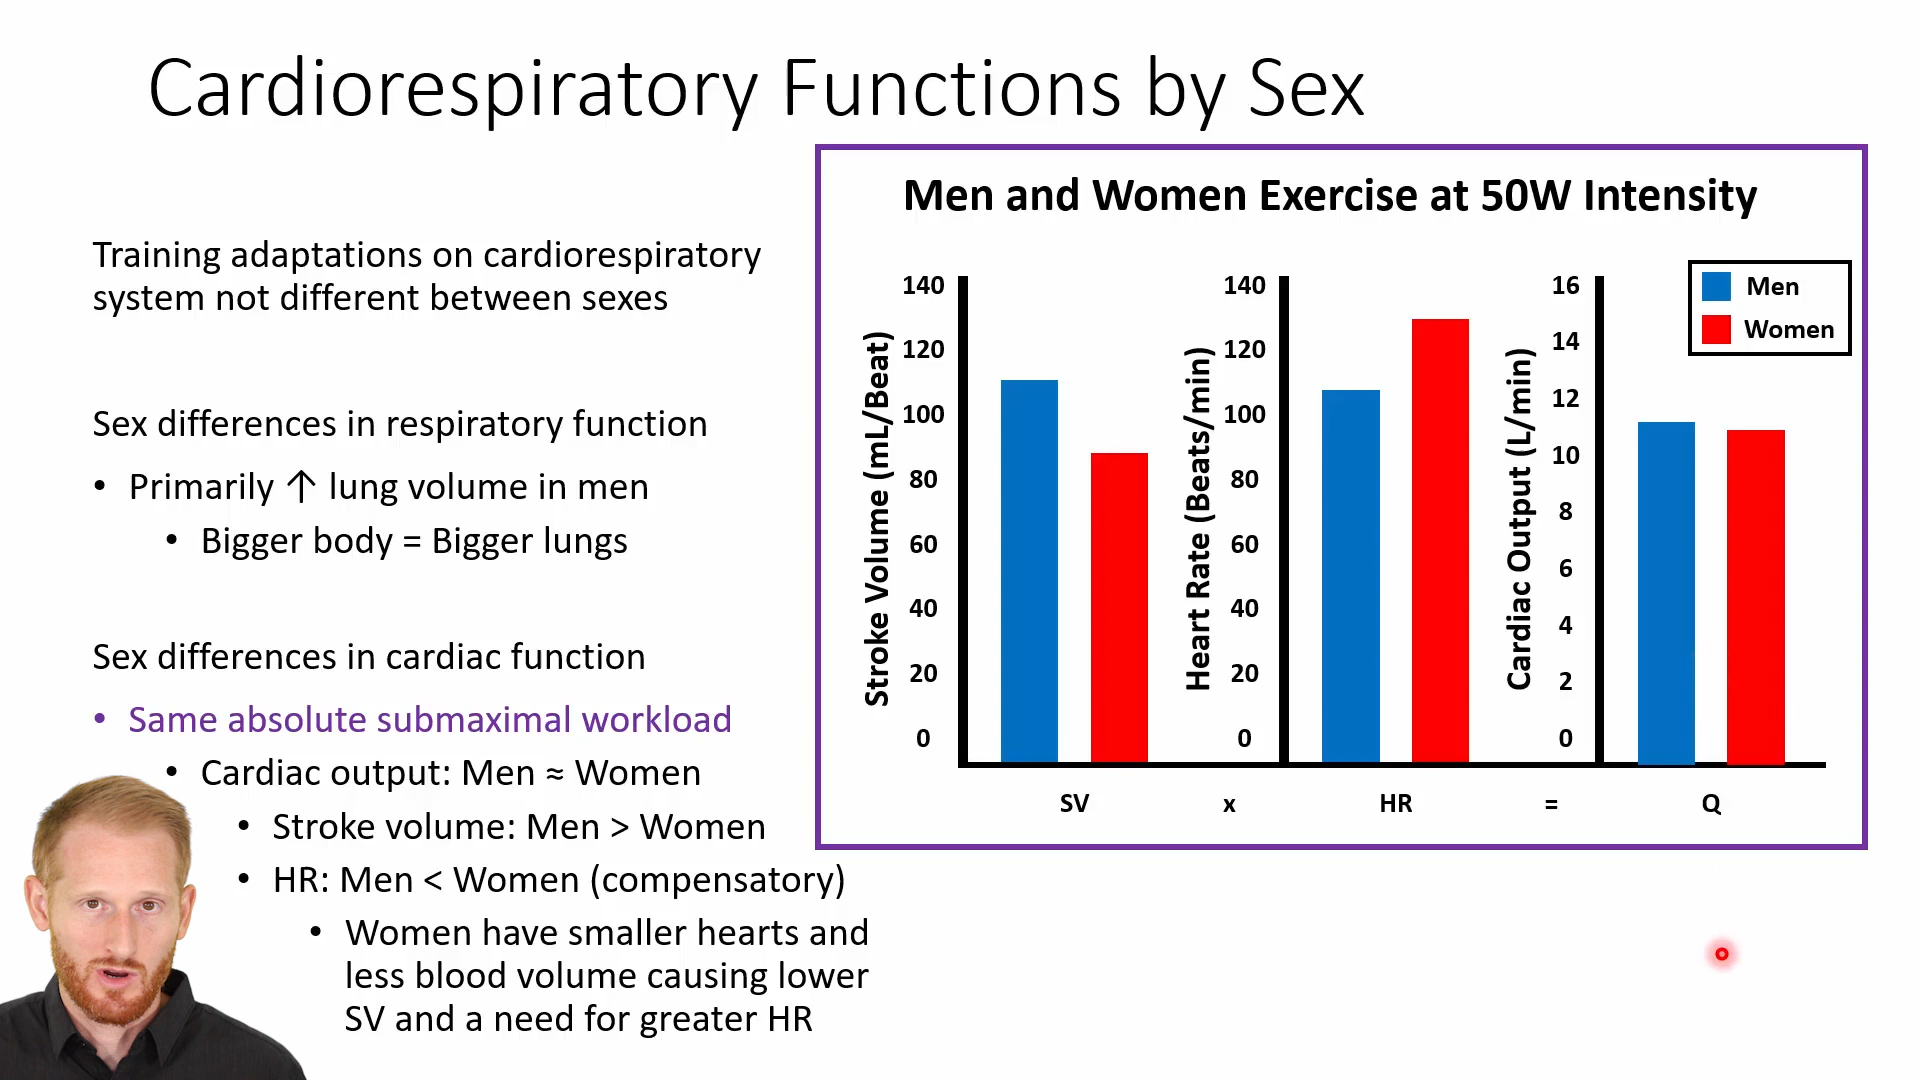 Cardiorespiratory Functions by Sex
Training adaptations on cardiorespiratory
system not different between sexes
Sex differences in respiratory function
• Primarily ↑ lung volume in men
• Bigger body = Bigger lungs
Sex differences in cardiac function
• Same absolute submaximal workload
• Cardiac output: Men ≈ Women
• Stroke volume: Men > Women
• HR: Men < Women (compensatory)
• Women have smaller hearts and
less blood volume causing lower
SV and a need for greater HR
Men and Women Exercise at 50W Intensity
Stroke Volume (mL/Beat)
140
120
100
80
60
40
20
0
Heart Rate (Beats/min)
140
120
100
80
60
40
20
0
Cardiac Output (L/min)
16
14
12
10
8
6
4
2
0
Men
Women
SV x HR = Q